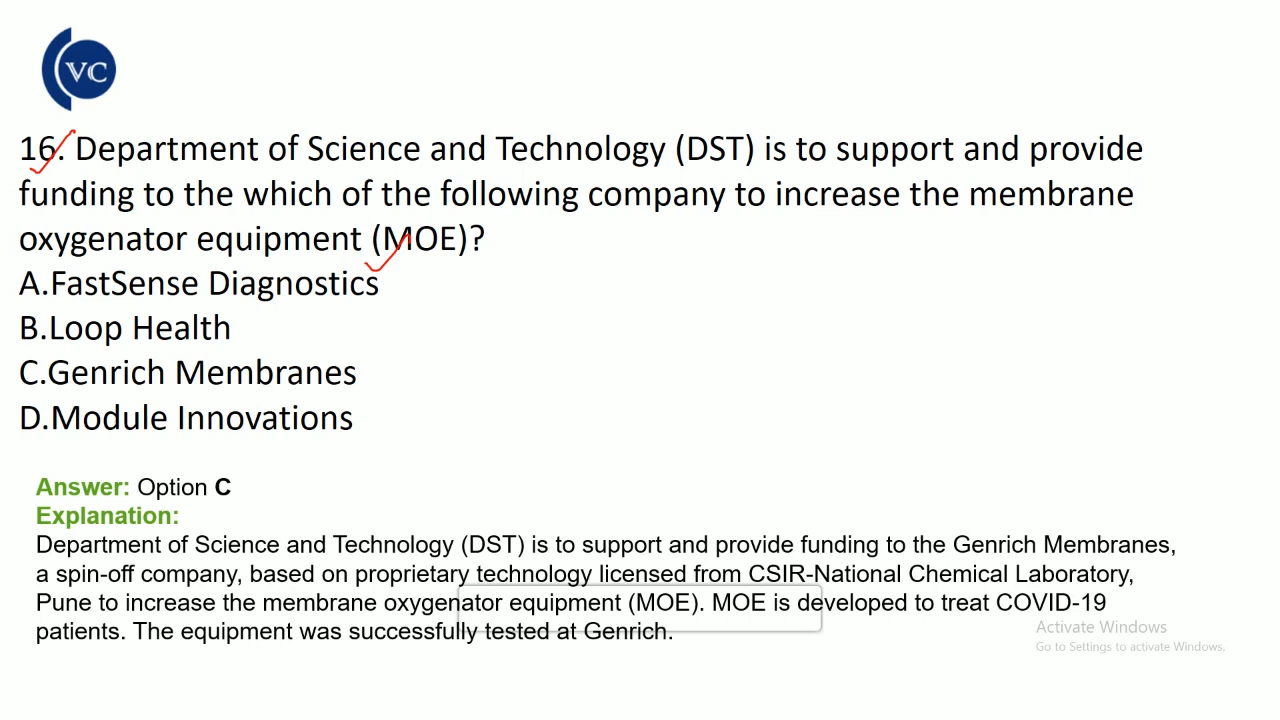 VC
16. Department of Science and Technology (DST) is to support and provide
funding to the which of the following company to increase the membrane
oxygenator equipment (MOE)?
A.FastSense Diagnostics
B.Loop Health
C.Genrich Membranes
D.Module Innovations
Answer: Option C
Explanation:
Department of Science and Technology (DST) is to support and provide funding to the Genrich Membranes,
a spin-off company, based on proprietary technology licensed from CSIR-National Chemical Laboratory,
Pune to increase the membrane oxygenator equipment (MOE). MOE is developed to treat COVID-19
patients. The equipment was successfully tested at Genrich.
Activate Windows
Go to Settings to activate Windows.